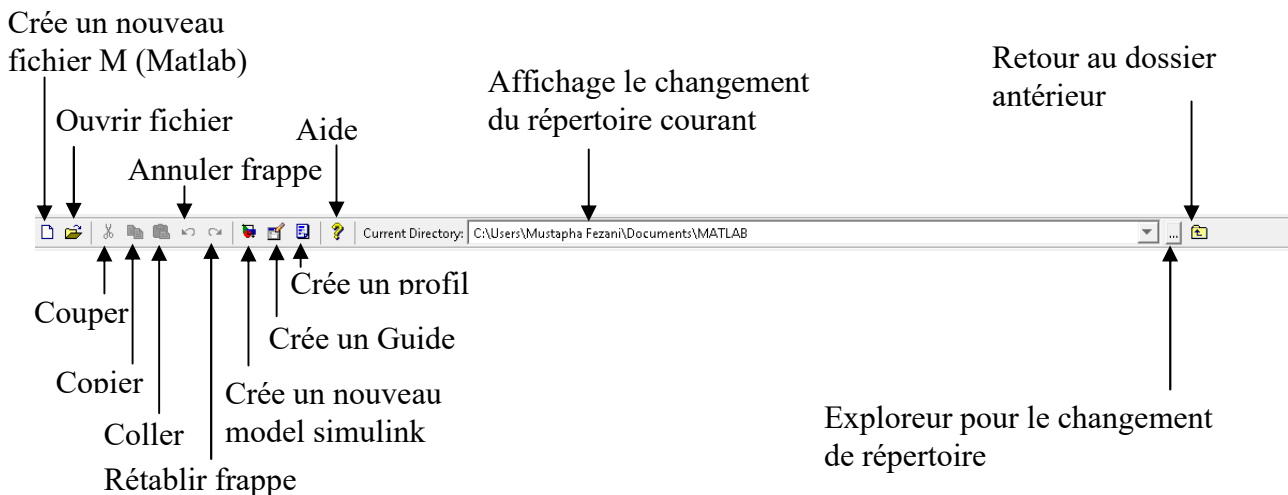 Crée un nouveau
fichier M (Matlab)
Ouvrir fichier
Annuler frappe
Aide
Affichage le changement
du répertoire courant
Retour au dossier
antérieur
Current Directory: C:\Users\Mustapha Fezani\Documents\MATLAB
...
Couper
Copier
Coller
Rétablir frappe
Crée un nouveau
model simulink
Crée un Guide
Crée un profil
Exploreur pour le changement
de répertoire